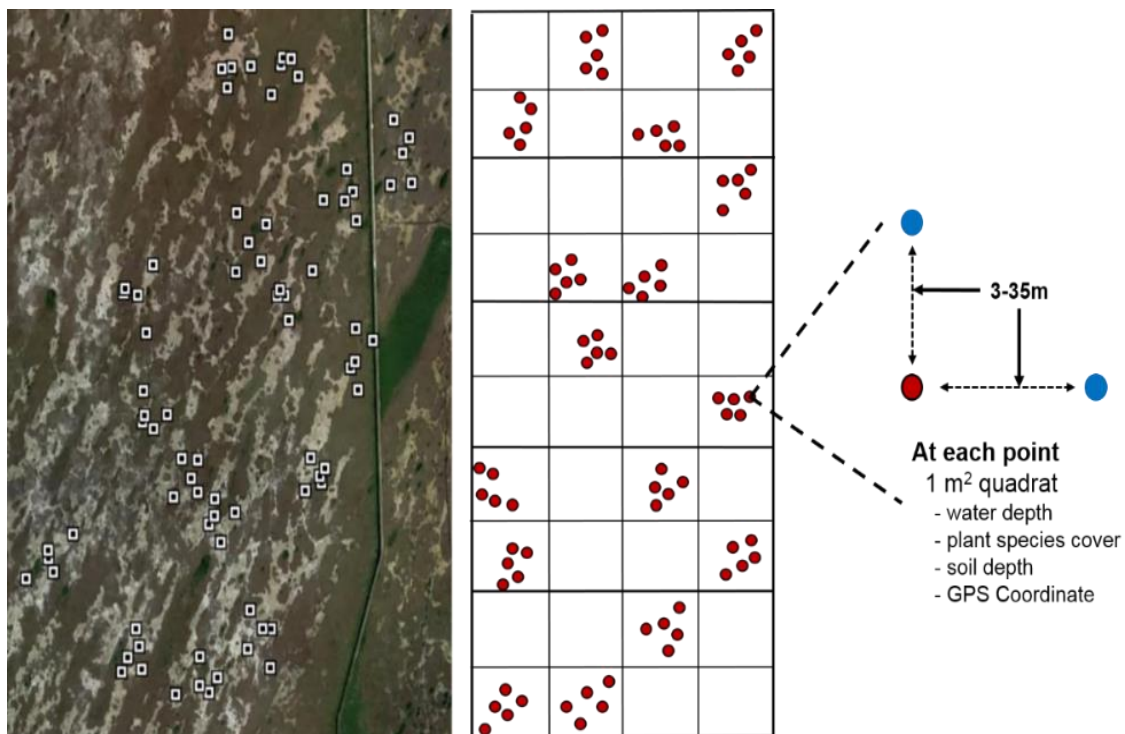 3-35m
At each point
1 m² quadrat
- water depth
- plant species cover
- soil depth
- GPS Coordinate